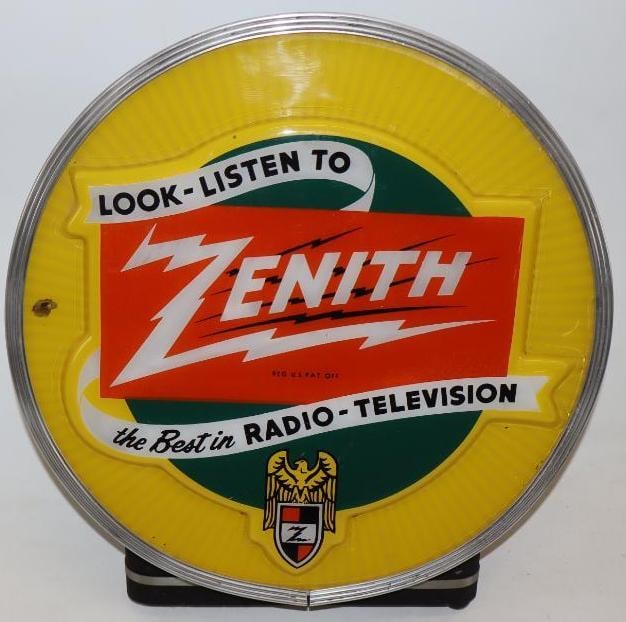 LOOK-LISTEN TO
ZENITH
REG. U.S. PAT. OFF.
the Best in RADIO-TELEVISION
Z